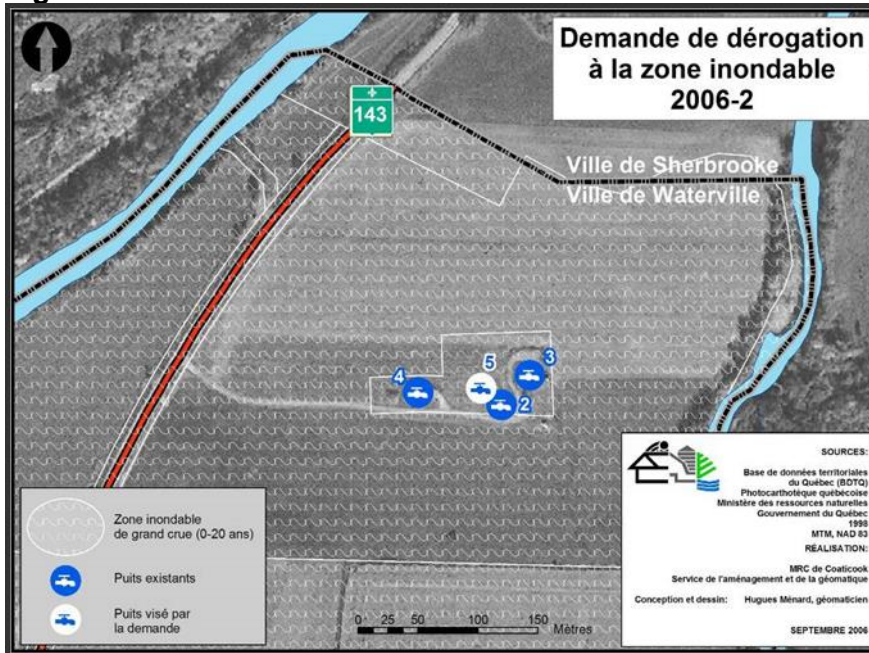 Demande de dérogation
à la zone inondable
2006-2
143
Ville de Sherbrooke
Ville de Waterville
4
5
3
2
Zone inondable
de grand crue (0-20 ans)
Puits existants
Puits visé par
la demande
0 25 50 100 150
Mètres
SOURCES:
Base de données territoriales
du Québec (BDTQ)
Photocarthotèque québécoise
Ministère des ressources naturelles
Gouvernement du Québec
1998
MTM, NAD 83
RÉALISATION:
MRC de Coaticook
Service de l'aménagement et de la géomatique
Conception et dessin: Hugues Ménard, géomaticien
SEPTEMBRE 2006